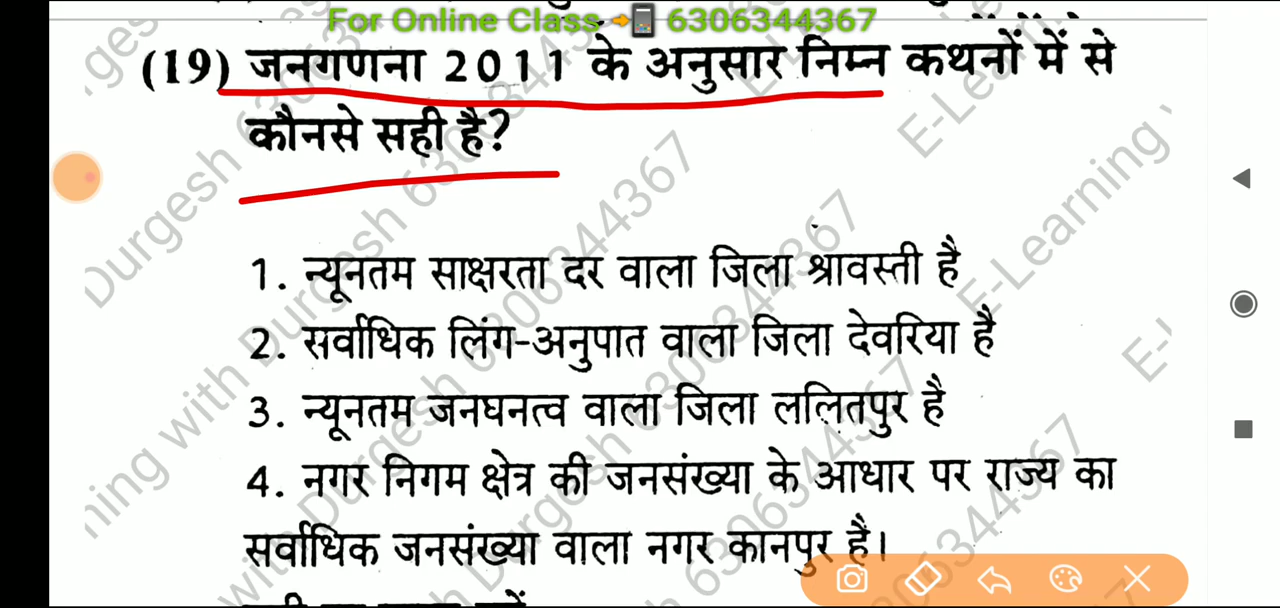 For Online Class 6306344367
(19) जनगणना 2011 के अनुसार निम्न कथनों में से
कौनसे सही है?
1. न्यूनतम साक्षरता दर वाला जिला श्रावस्ती है
2. सर्वाधिक लिंग-अनुपात वाला जिला देवरिया है
3. न्यूनतम जनघनत्व वाला जिला ललितपुर है
4. नगर निगम क्षेत्र की जनसंख्या के आधार पर राज्य का
सर्वाधिक जनसंख्या वाला नगर कानपुर है।